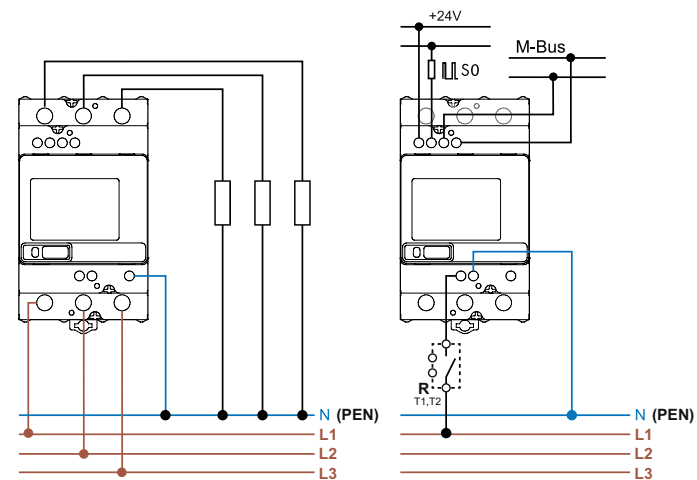 +24V
M-Bus
S0
R
T1,T2
N (PEN)
L1
L2
L3
N (PEN)
L1
L2
L3